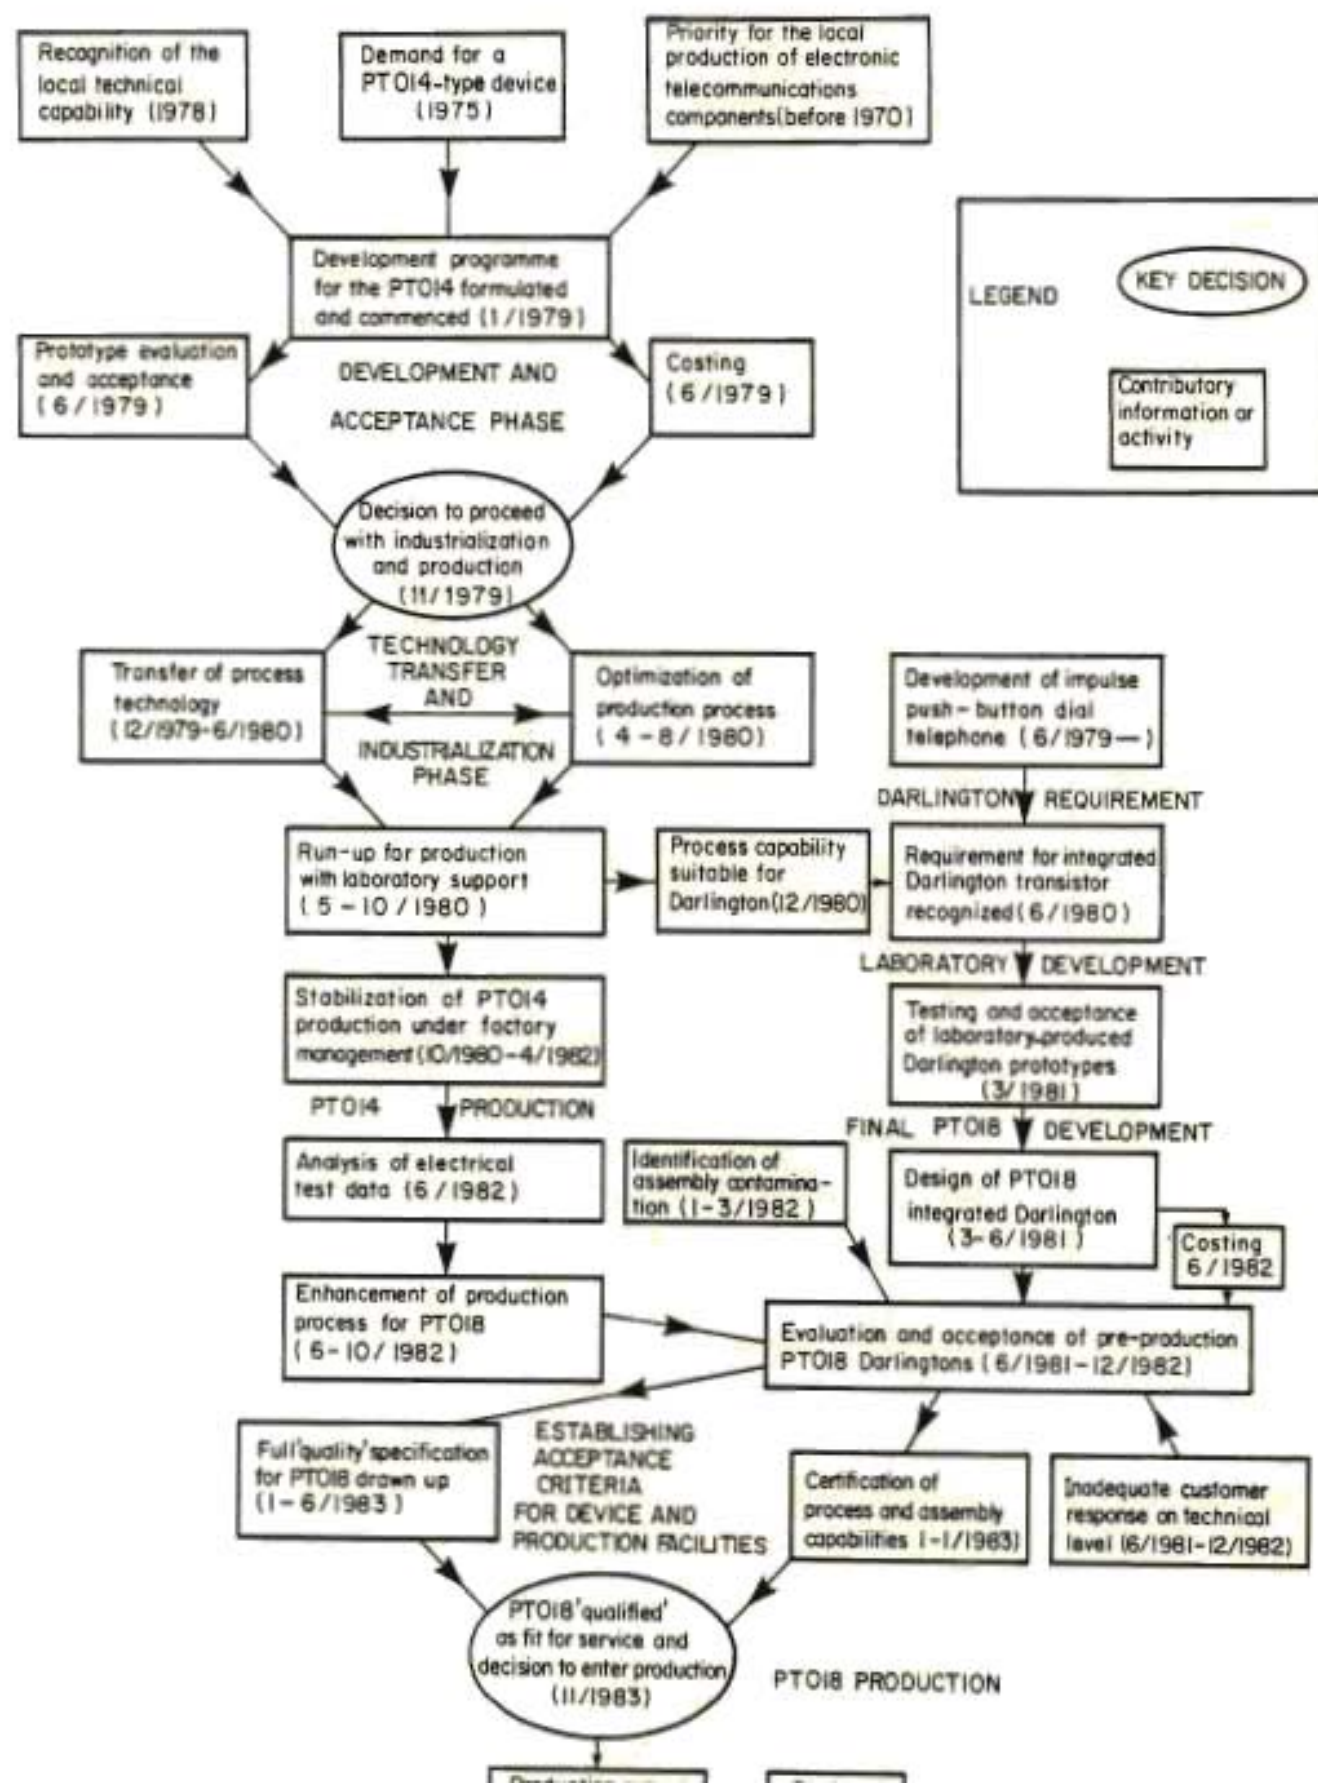 Recognition of the
local technical
capability (1978)
Demand for a
PT014-type device
(1975)
Priority for the local
production of electronic
telecommunications
components(before 1970)
Development programme
for the PT014 formulated
and commenced (1/1979)
LEGEND
KEY DECISION
Contributory
information or
activity
Prototype evaluation
and acceptance
(6/1979)
DEVELOPMENT AND
ACCEPTANCE PHASE
Costing
(6/1979)
Decision to proceed
with industrialization
and production
(11/1979)
Transfer of process
technology
(12/1979-6/1980)
TECHNOLOGY
TRANSFER
AND
INDUSTRIALIZATION
PHASE
Optimization of
production process
(4-8/1980)
Development of impulse
push-button dial
telephone (6/1979—)
DARLINGTON REQUIREMENT
Run-up for production
with laboratory support
(5-10/1980)
Process capability
suitable for
Darlington(12/1980)
Requirement for integrated
Darlington transistor
recognized(6/1980)
LABORATORY DEVELOPMENT
Stabilization of PT014
production under factory
management(10/1980-4/1982)
Testing and acceptance
of laboratory-produced
Darlington prototypes
(3/1981)
PT014 PRODUCTION
FINAL PT018 DEVELOPMENT
Analysis of electrical
test data (6/1982)
Identification of
assembly contamina-
tion (1-3/1982)
Design of PT018
integrated Darlington
(3-6/1981)
Costing
6/1982
Enhancement of production
process for PT018
(6-10/1982)
Evaluation and acceptance of pre-production
PT018 Darlingtons (6/1981-12/1982)
Full 'quality' specification
for PT018 drawn up
(1-6/1983)
ESTABLISHING
ACCEPTANCE
CRITERIA
FOR DEVICE AND
PRODUCTION FACILITIES
Certification of
process and assembly
capabilities 1-1/1983)
Inadequate customer
response on technical
level (6/1981-12/1982)
PT018 'qualified'
as fit for service and
decision to enter production
(11/1983)
PT018 PRODUCTION